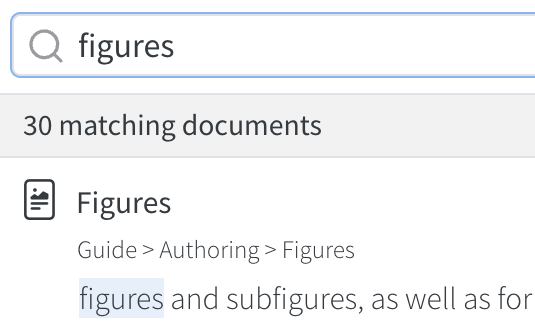 figures
30 matching documents
Figures
Guide > Authoring > Figures
figures and subfigures, as well as for